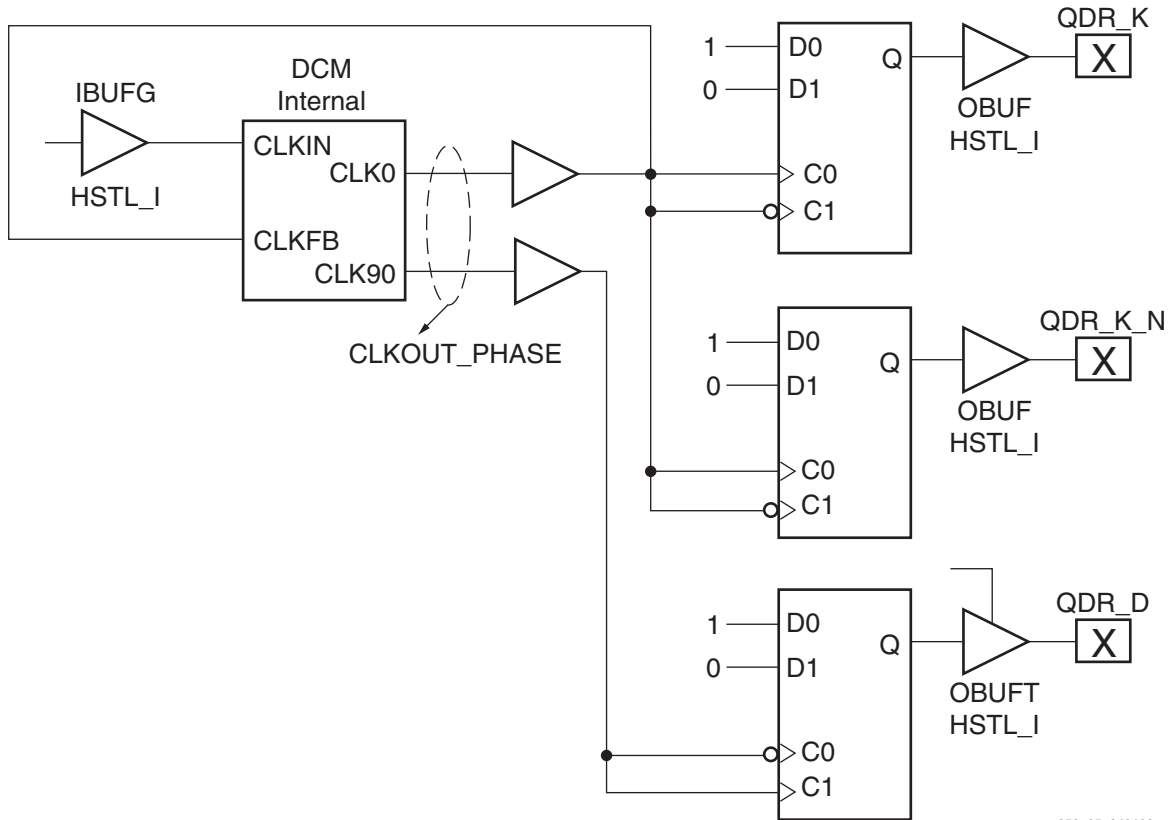 IBUFG
HSTL_I
DCM
Internal
CLKIN
CLK0
CLKFB
CLK90
CLKOUT_PHASE
1
D0
0
D1
Q
C0
C1
OBUF
HSTL_I
QDR_K
X
1
D0
0
D1
Q
C0
C1
OBUF
HSTL_I
QDR_K_N
X
1
D0
0
D1
Q
C0
C1
OBUFT
HSTL_I
QDR_D
X